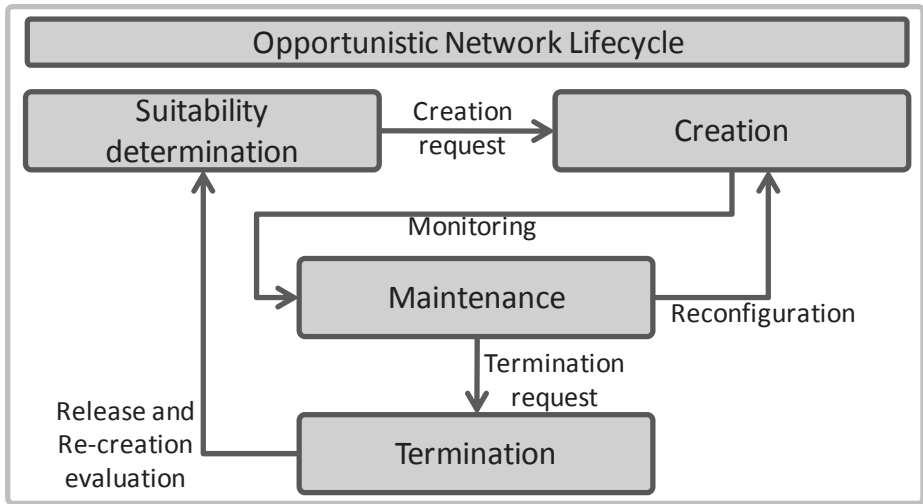 Opportunistic Network Lifecycle
Suitability
determination
Creation
request
Creation
Monitoring
Maintenance
Reconfiguration
Termination
request
Release and
Re-creation
evaluation
Termination